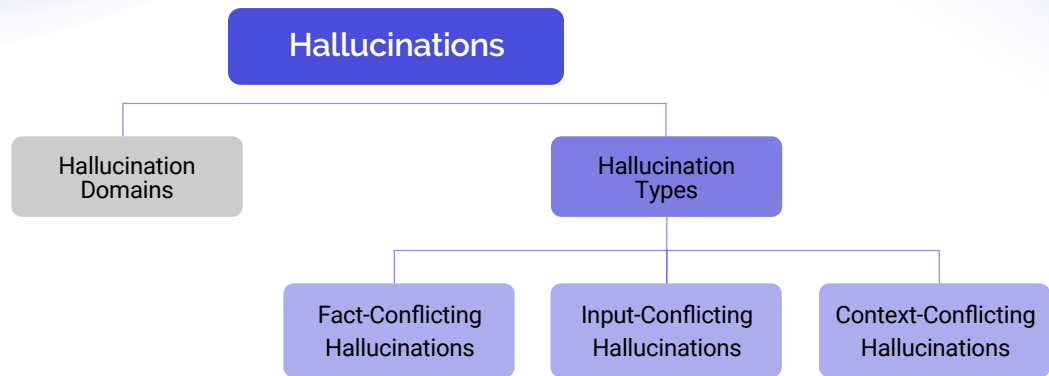 Hallucinations
Hallucination
Domains
Hallucination
Types
Fact-Conflicting
Hallucinations
Input-Conflicting
Hallucinations
Context-Conflicting
Hallucinations